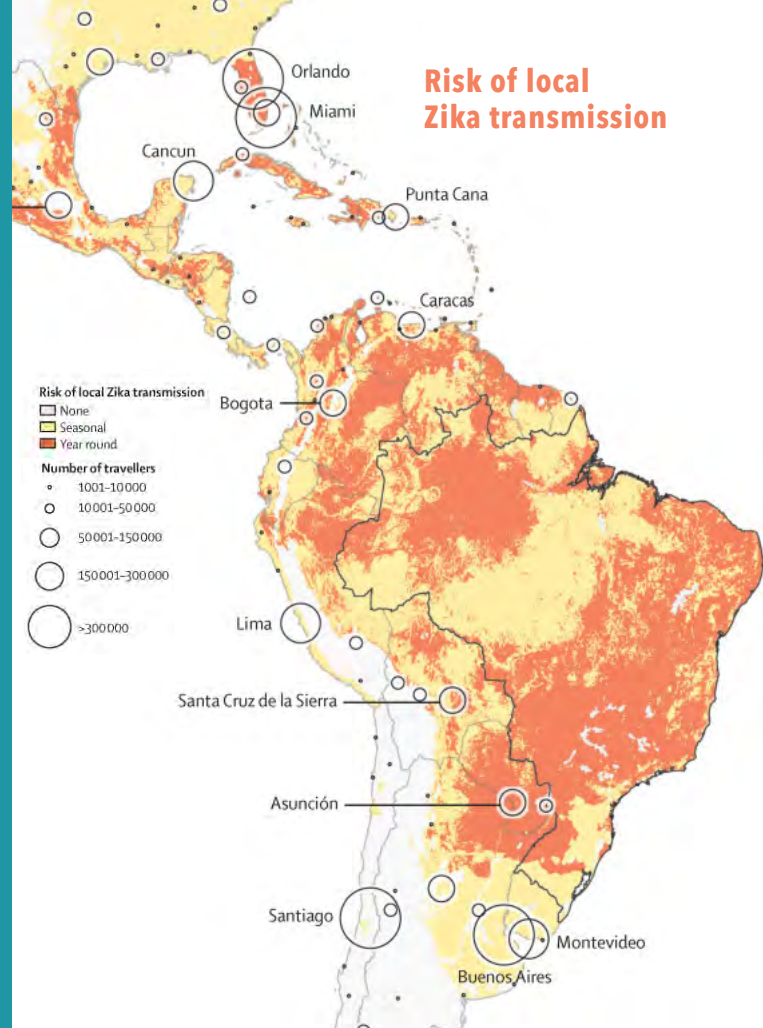 Risk of local
Zika transmission
Orlando
Miami
Cancun
Punta Cana
Caracas
Bogota
Risk of local Zika transmission
None
Seasonal
Year round
Number of travellers
1001–10 000
10 001–50 000
50 001–150 000
150 001–300 000
>300 000
Lima
Santa Cruz de la Sierra
Asunción
Santiago
Montevideo
Buenos Aires